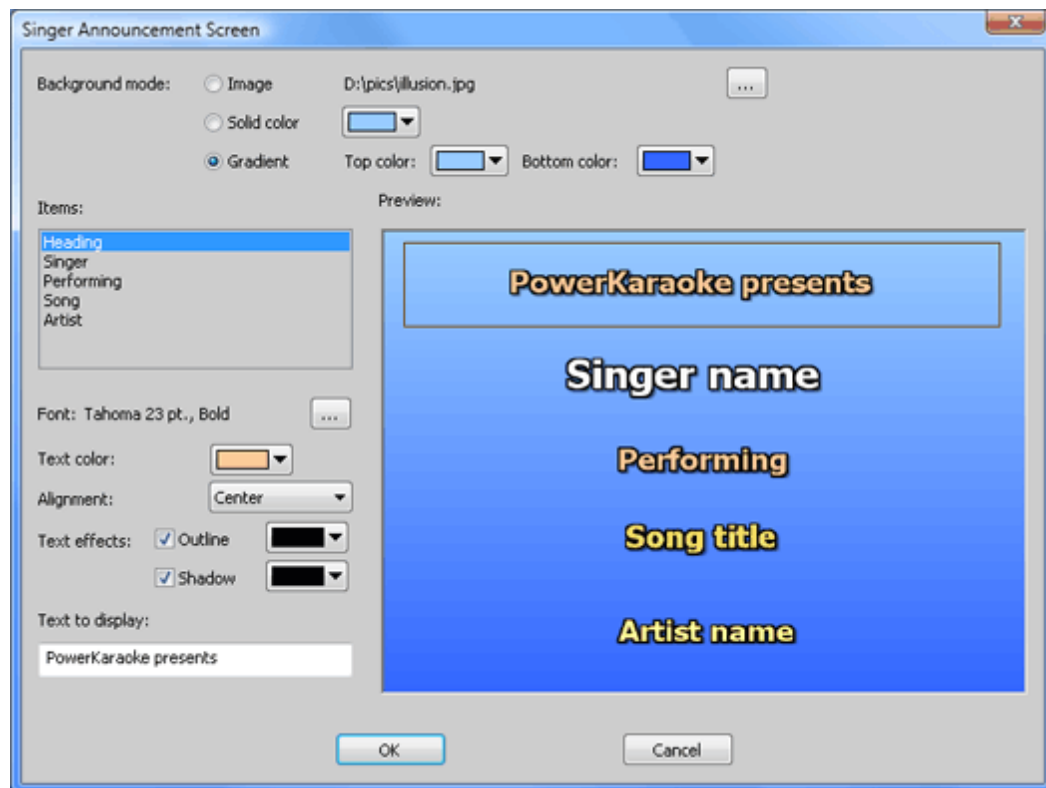 Singer Announcement Screen
Background mode: Image D:\pics\illusion.jpg ...
Solid color
Gradient Top color: Bottom color:
Items:
Preview:
Heading
Singer
Performing
Song
Artist
Font: Tahoma 23 pt., Bold ...
Text color:
Alignment: Center
Text effects: Outline
Shadow
Text to display:
PowerKaraoke presents
PowerKaraoke presents
Singer name
Performing
Song title
Artist name
OK Cancel